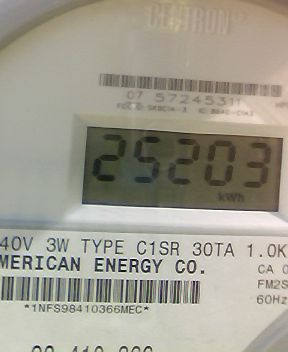 CENTRON
07 57245311
25203
kWh
40V 3W TYPE C1SR 30TA 1.0K
MERICAN ENERGY CO.
CA 0
FM2S
60Hz
*1NFS98410366MEC*